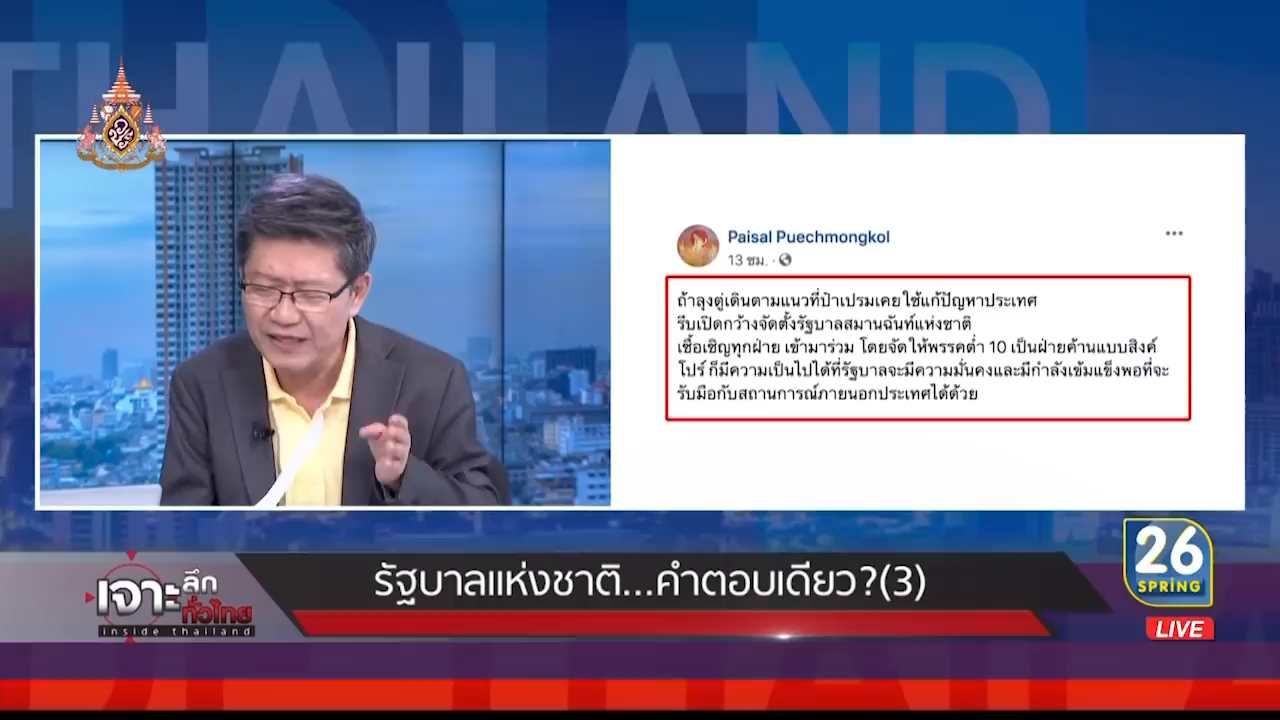 THAILAND
Paisal Puechmongkol
13 ชม. ·
ถ้าลุงตู่เดินตามแนวที่ป๋าเปรมเคยใช้แก้ปัญหาประเทศ
รีบเปิดกว้างจัดตั้งรัฐบาลสมานฉันท์แห่งชาติ
เชื้อเชิญทุกฝ่าย เข้ามาร่วม โดยจัดให้พรรคต่ำ 10 เป็นฝ่ายค้านแบบสิงค์
โปร์ ก็มีความเป็นไปได้ที่รัฐบาลจะมีความมั่นคงและมีกำลังเข้มแข็งพอที่จะ
รับมือกับสถานการณ์ภายนอกประเทศได้ด้วย
26
SPRiNG
LIVE
เจาะลึก
ทั่วไทย
inside thailand
รัฐบาลแห่งชาติ...คำตอบเดียว?(3)